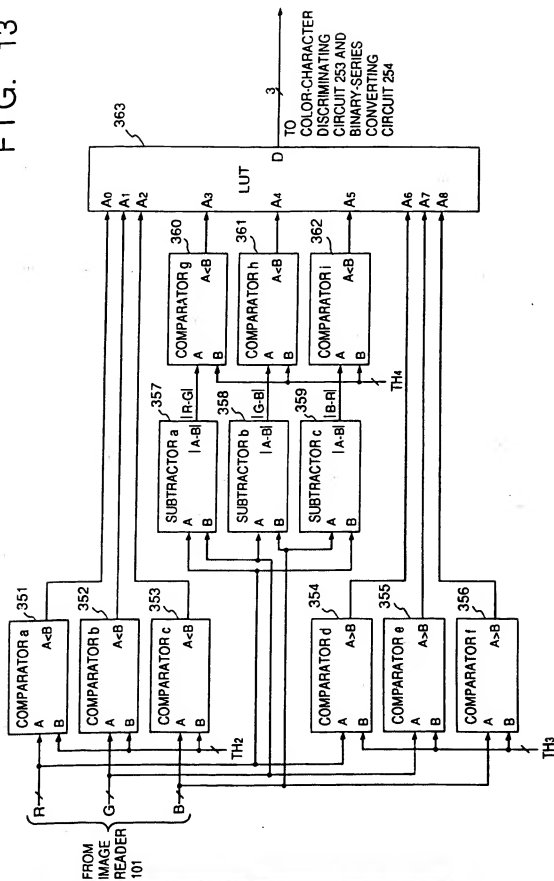 FIG. 13
FROM
IMAGE
READER
101
R
G
B
TH2
TH3
COMPARATOR a
351
A
B
A<B
COMPARATOR b
352
A
B
A<B
COMPARATOR c
353
A
B
A<B
COMPARATOR d
354
A
B
A>B
COMPARATOR e
355
A
B
A>B
COMPARATOR f
356
A
B
A>B
SUBTRACTOR a
357
A
B
|A-B|
|R-G|
SUBTRACTOR b
358
A
B
|A-B|
|G-B|
SUBTRACTOR c
359
A
B
|A-B|
|B-R|
TH4
COMPARATOR g
360
A
B
A<B
COMPARATOR h
361
A
B
A<B
COMPARATOR i
362
A
B
A<B
363
LUT
A0
A1
A2
A3
A4
A5
A6
A7
A8
D
3
TO
COLOR-CHARACTER
DISCRIMINATING
CIRCUIT 253 AND
BINARY-SERIES
CONVERTING
CIRCUIT 254